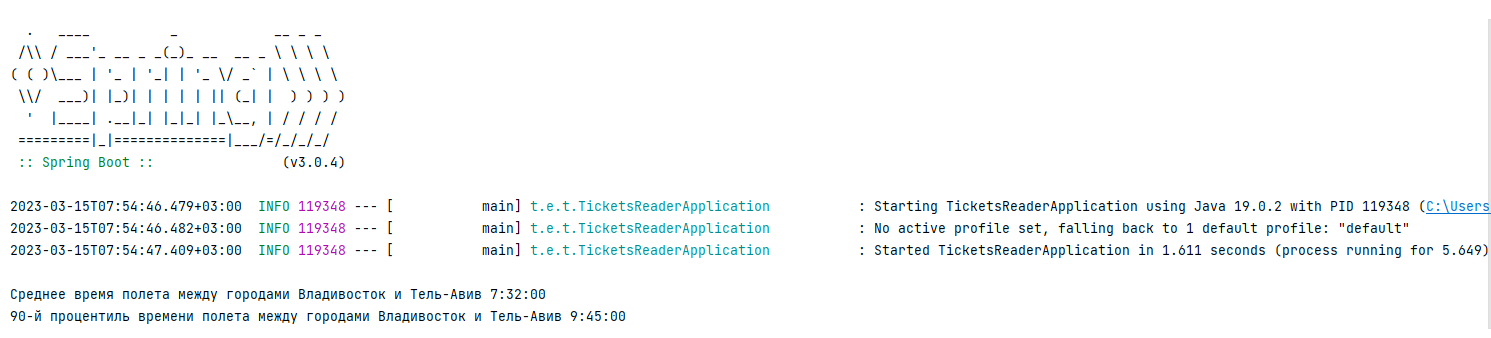 .   ____          _            __ _ _
 /\\ / ___'_ __ _ _(_)_ __  __ _ \ \ \ \
( ( )\___ | '_ | '_| | '_ \/ _` | \ \ \ \
 \\/  ___)| |_)| | | | | || (_| |  ) ) ) )
  '  |____| .__|_| |_|_| |_\__, | / / / /
 =========|_|==============|___/=/_/_/_/
 :: Spring Boot ::                (v3.0.4)
2023-03-15T07:54:46.479+03:00  INFO 119348 --- [           main] t.e.t.TicketsReaderApplication           : Starting TicketsReaderApplication using Java 19.0.2 with PID 119348 (C:\Users
2023-03-15T07:54:46.482+03:00  INFO 119348 --- [           main] t.e.t.TicketsReaderApplication           : No active profile set, falling back to 1 default profile: "default"
2023-03-15T07:54:47.409+03:00  INFO 119348 --- [           main] t.e.t.TicketsReaderApplication           : Started TicketsReaderApplication in 1.611 seconds (process running for 5.649)
Среднее время полета между городами Владивосток и Тель-Авив 7:32:00
90-й процентиль времени полета между городами Владивосток и Тель-Авив 9:45:00